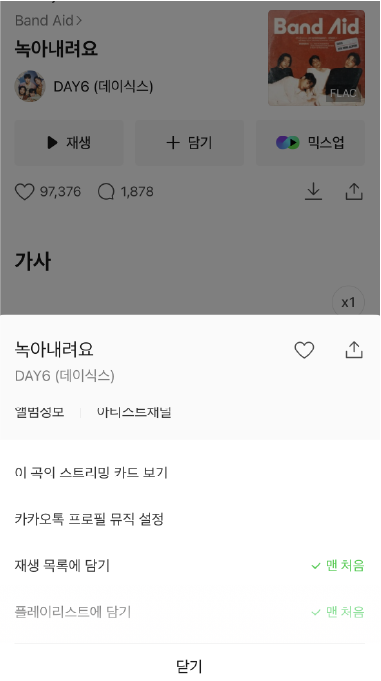 Band Aid >
녹아내려요
DAY6 (데이식스)
Band Aid
FLAC
재생
담기
믹스업
97,376
1,878
가사
x1
녹아내려요
DAY6 (데이식스)
앨범정보
아티스트채널
이 곡의 스트리밍 카드 보기
카카오톡 프로필 뮤직 설정
재생 목록에 담기
맨 처음
플레이리스트에 담기
맨 처음
닫기